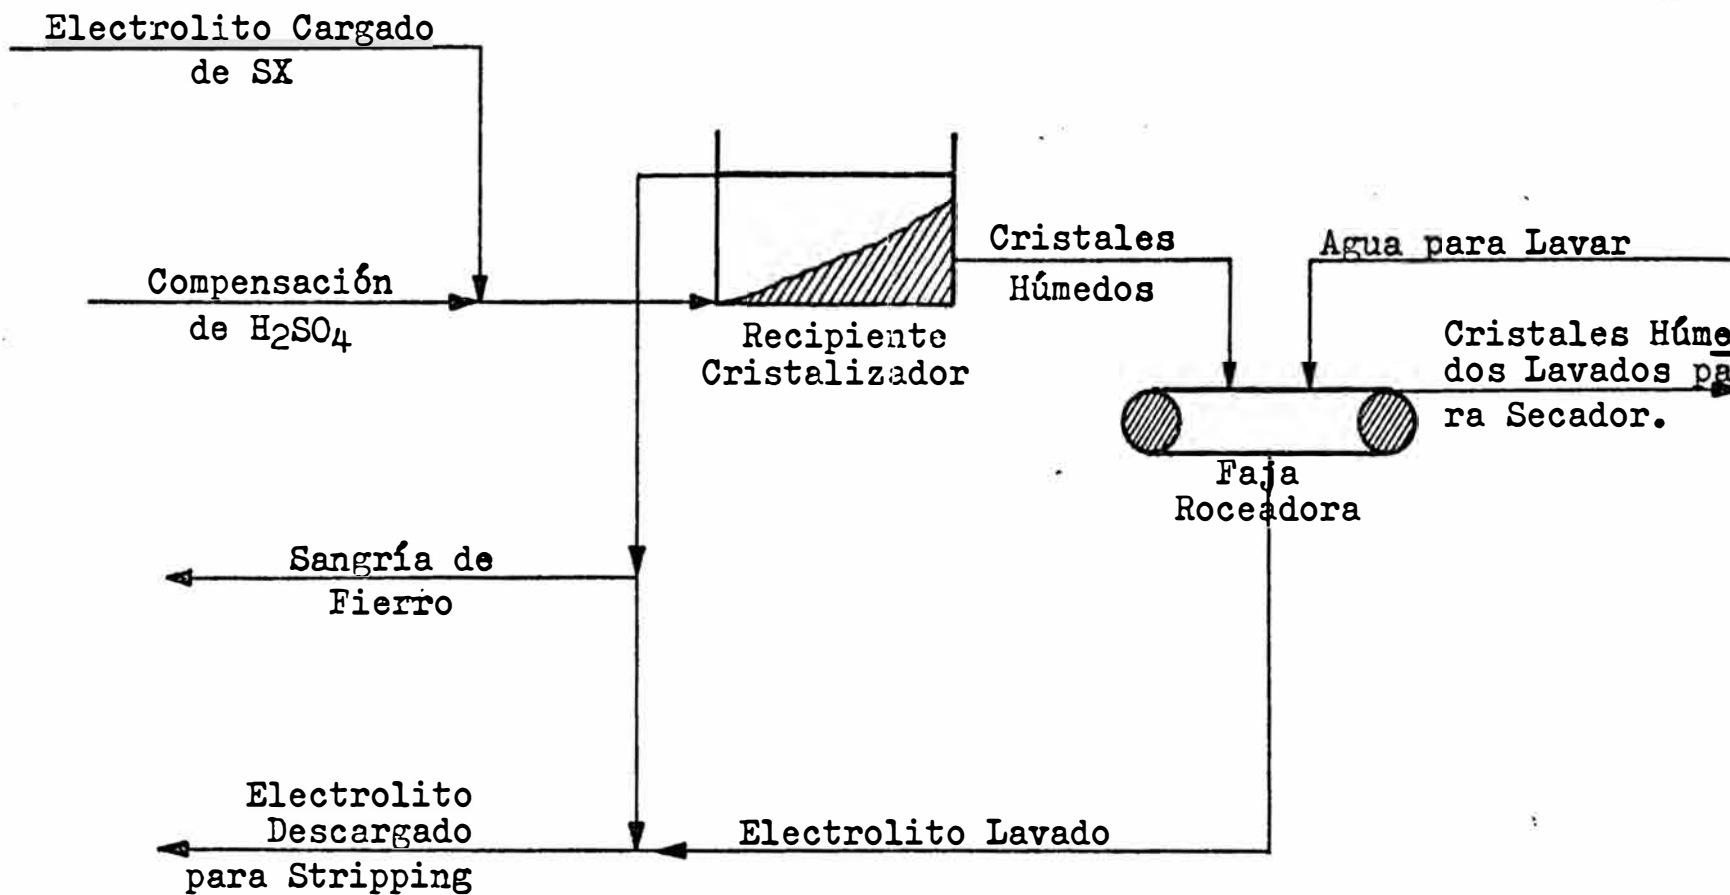 Electrolito Cargado
de SX
Compensación
de H₂SO₄
Recipiente
Cristalizador
Cristales
Húmedos
Agua para Lavar
Cristales Húme
dos Lavados pa
ra Secador.
Faja
Roceadora
Sangría de
Fierro
Electrolito
Descargado
para Stripping
Electrolito Lavado